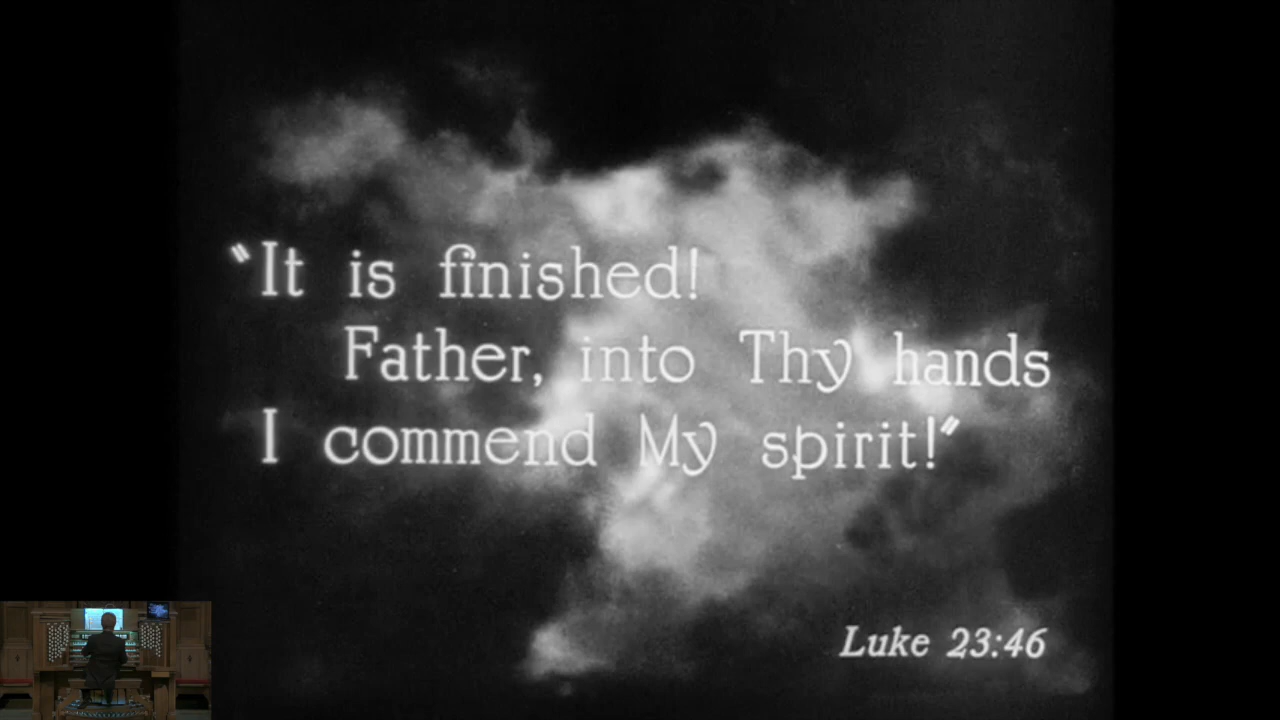 "It is finished!
Father, into Thy hands
I commend My spirit!"
Luke 23:46